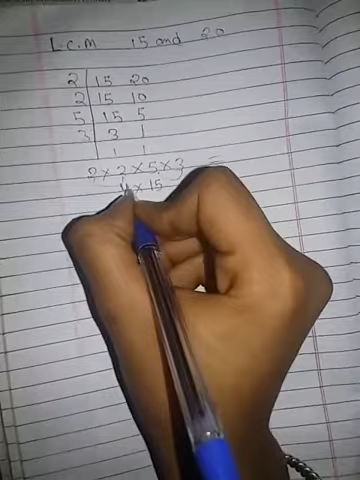 L.C.M 15 and 20
2 | 15 20
2 | 15 10
5 | 15 5
3 | 3 1
| 1 1
2 × 2 × 5 × 3 =
4 × 15